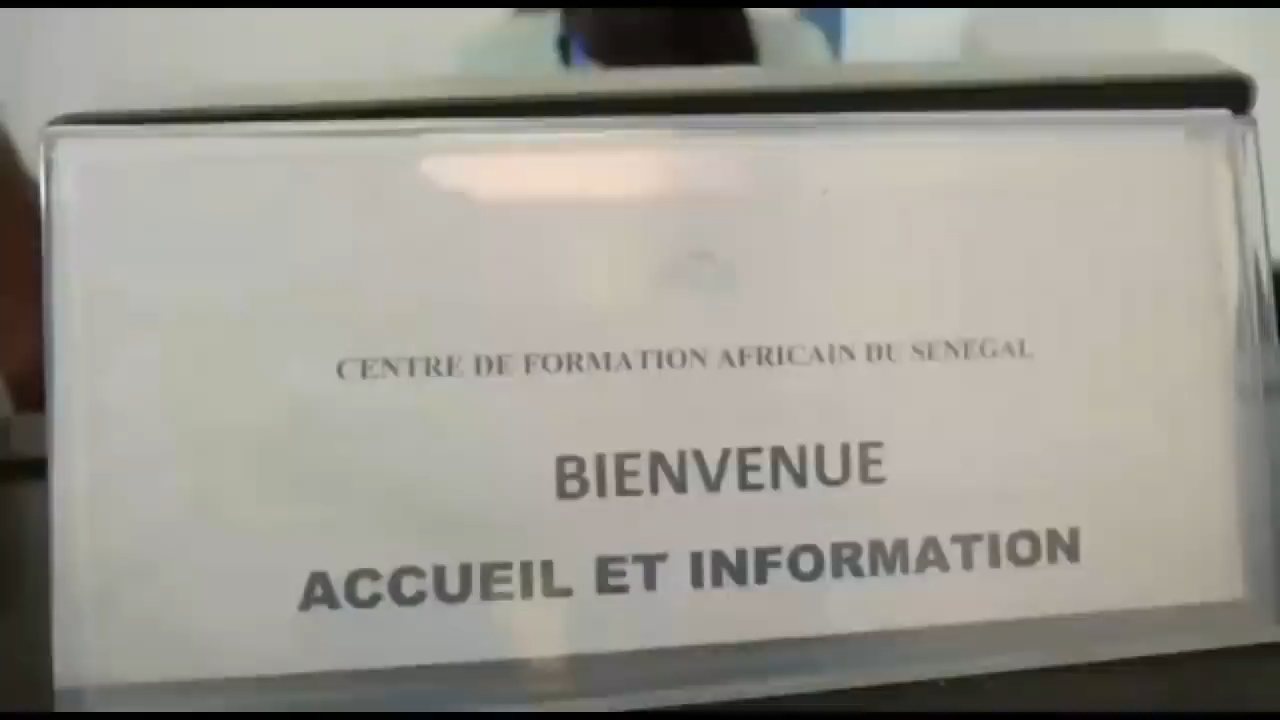 CENTRE DE FORMATION AFRICAIN DU SENEGAL
BIENVENUE
ACCUEIL ET INFORMATION